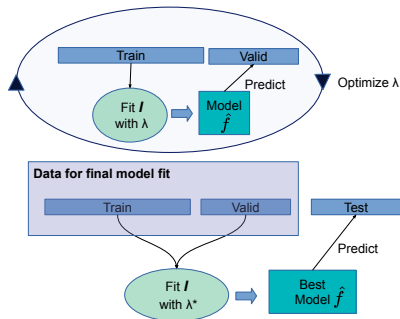 Train
Valid
Predict
Optimize λ
Fit I
with λ
Model
f̂
Data for final model fit
Train
Valid
Test
Predict
Fit I
with λ*
Best
Model f̂